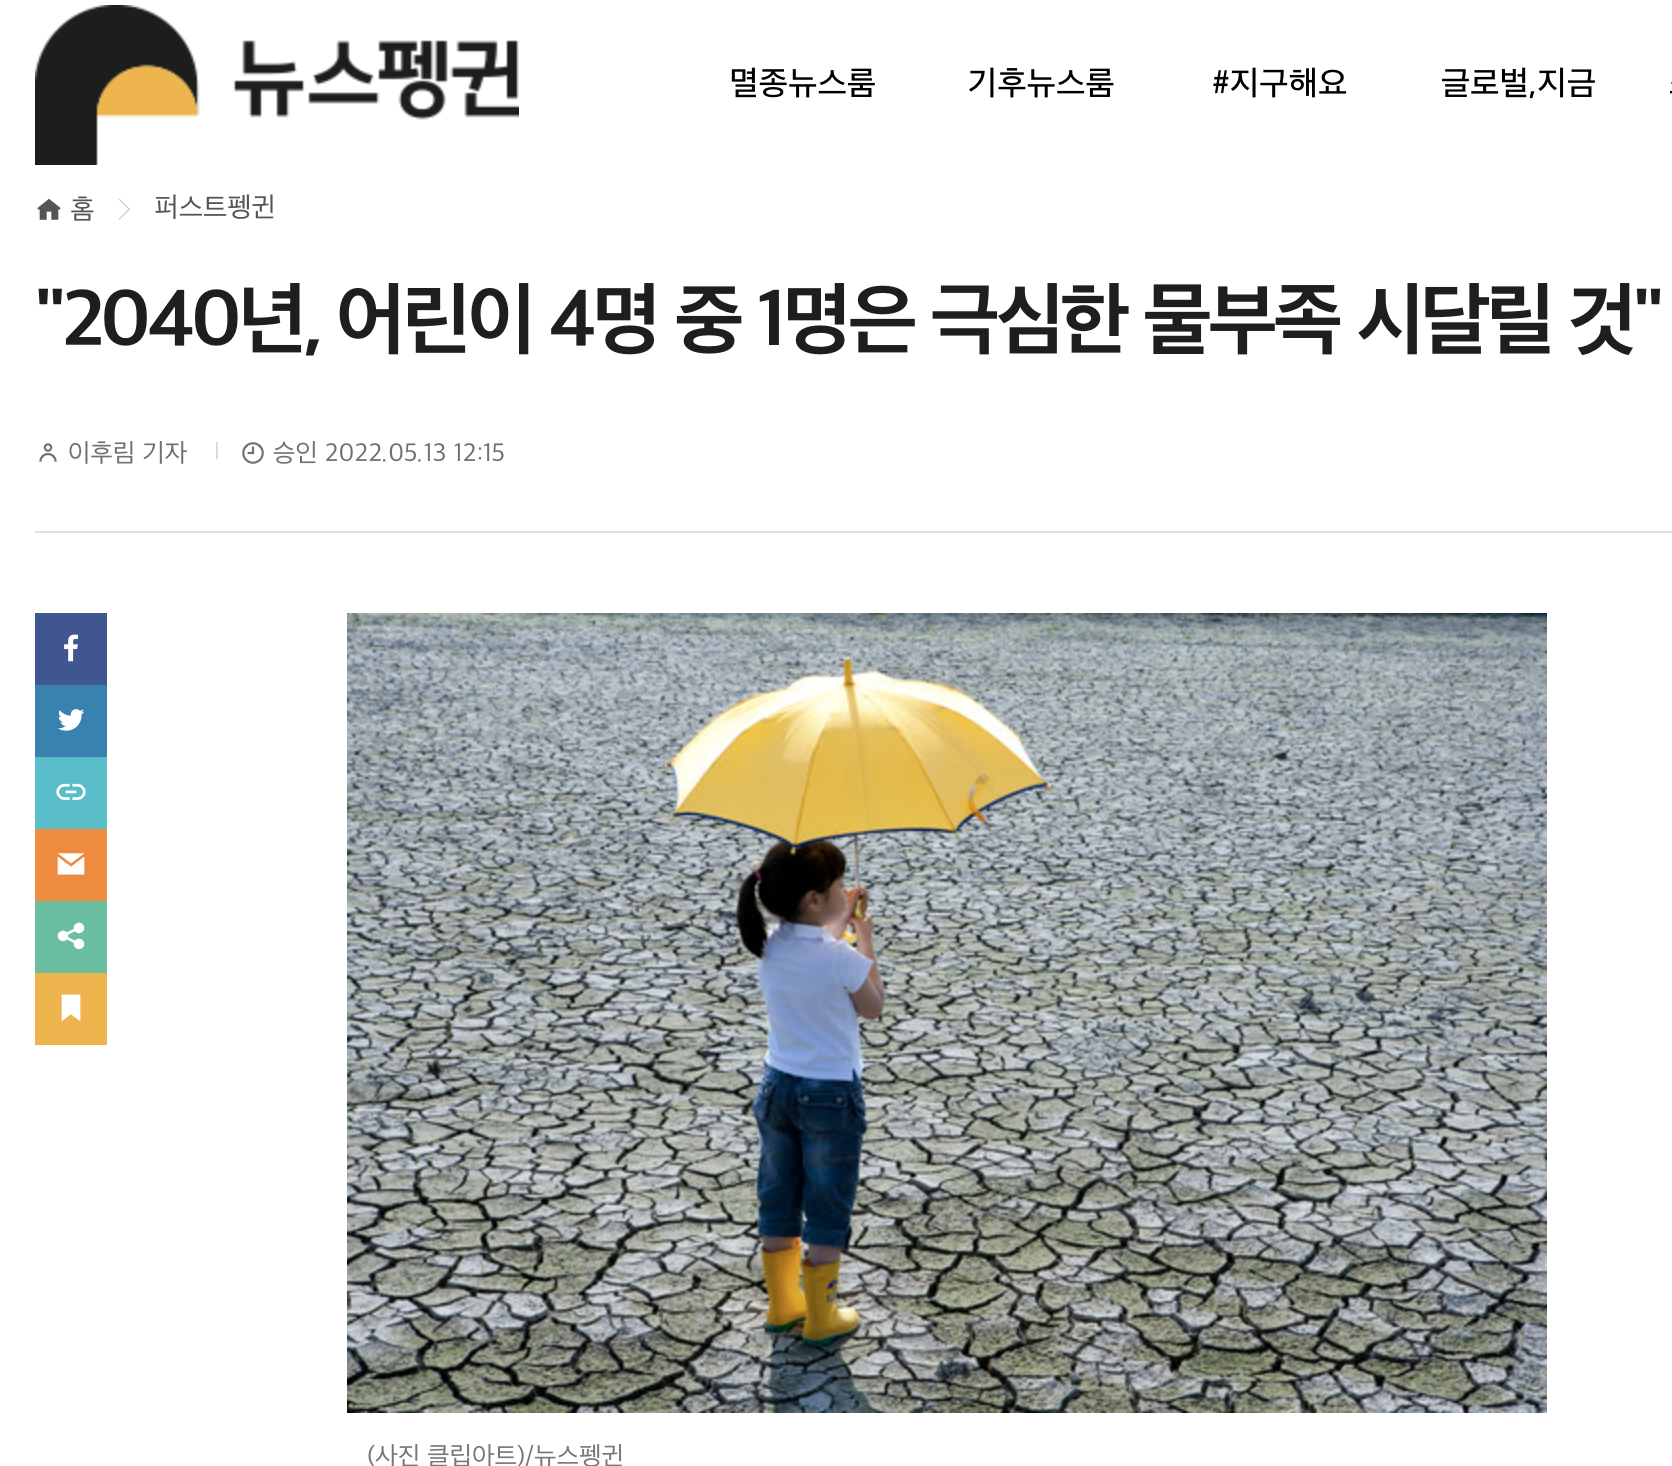 뉴스펭귄
멸종뉴스룸 기후뉴스룸 #지구해요 글로벌,지금
홈 퍼스트펭귄
"2040년, 어린이 4명 중 1명은 극심한 물부족 시달릴 것"
이후림 기자 승인 2022.05.13 12:15
(사진 클립아트)/뉴스펭귄